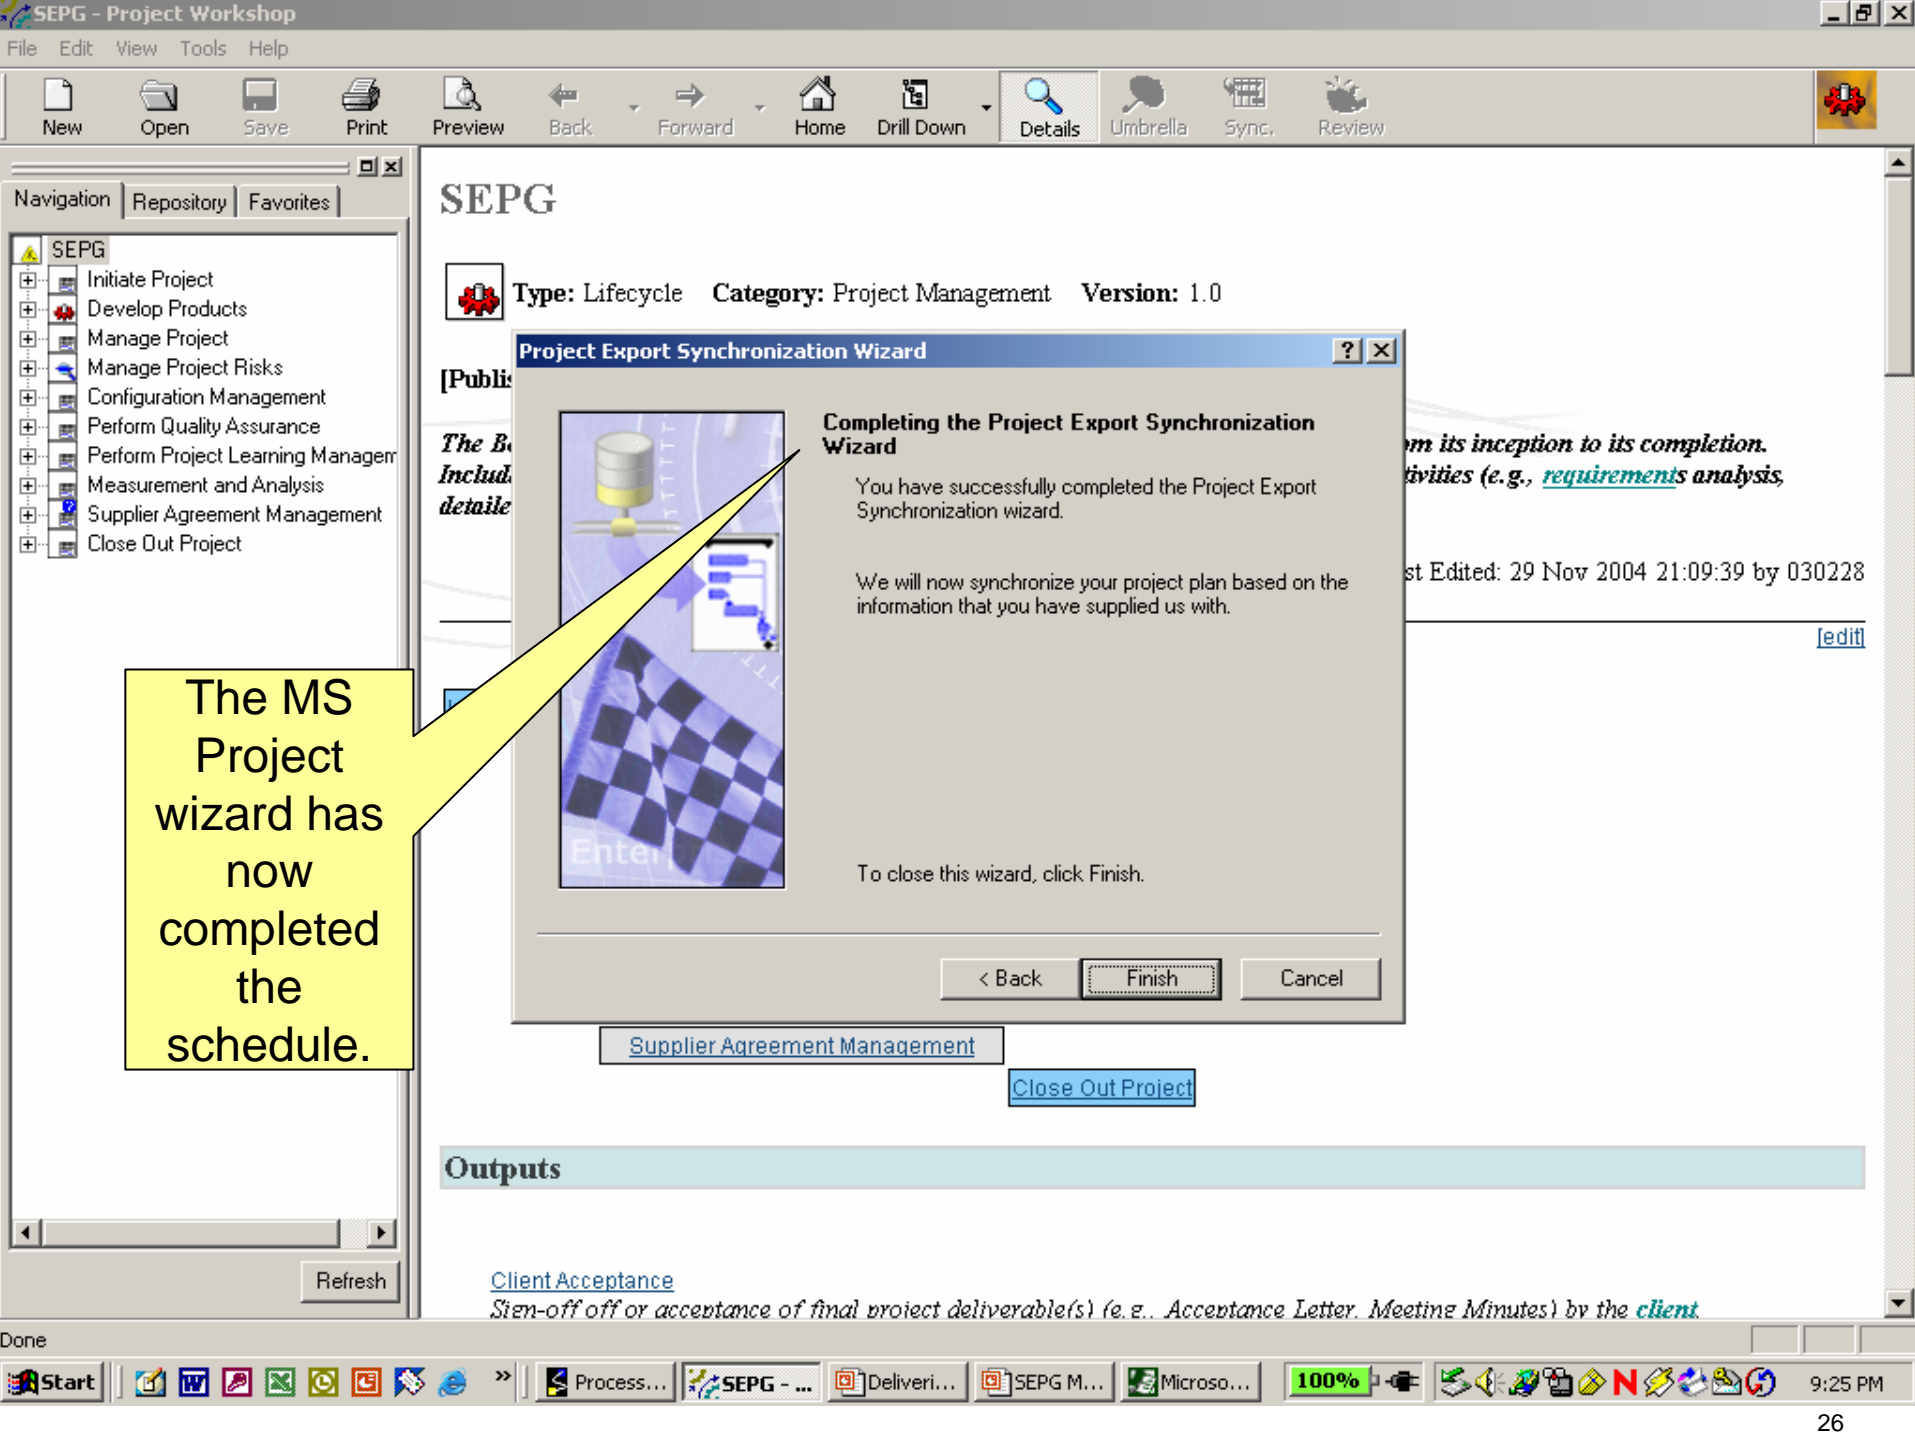 SEPG - Project Workshop
File Edit View Tools Help
New Open Save Print Preview Back Forward Home Drill Down Details Umbrella Sync. Review
Navigation Repository Favorites
SEPG
Initiate Project
Develop Products
Manage Project
Manage Project Risks
Configuration Management
Perform Quality Assurance
Perform Project Learning Managem
Measurement and Analysis
Supplier Agreement Management
Close Out Project
Refresh
SEPG
Type: Lifecycle Category: Project Management Version: 1.0
[Publis
The B
om its inception to its completion.
Includ
tivities (e.g., requirements analysis,
detaile
st Edited: 29 Nov 2004 21:09:39 by 030228
[edit]
Project Export Synchronization Wizard
Completing the Project Export Synchronization
Wizard
You have successfully completed the Project Export
Synchronization wizard.
We will now synchronize your project plan based on the
information that you have supplied us with.
To close this wizard, click Finish.
< Back Finish Cancel
The MS
Project
wizard has
now
completed
the
schedule.
Supplier Agreement Management
Close Out Project
Outputs
Client Acceptance
Sign-off off or acceptance of final project deliverable(s) (e.g., Acceptance Letter, Meeting Minutes) by the client.
Done
Start Process... SEPG - ... Deliveri... SEPG M... Microso... 100% 9:25 PM
26